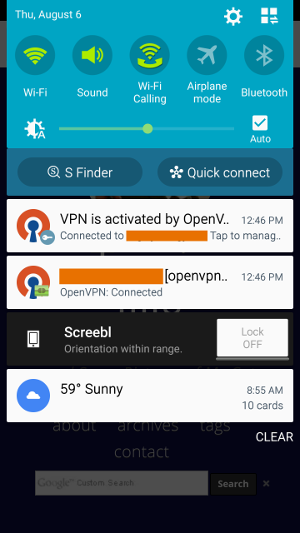 Thu, August 6
Wi-Fi
Sound
Wi-Fi Calling
Airplane mode
Bluetooth
A
Auto
S Finder
Quick connect
VPN is activated by OpenV.. 12:46 PM
Connected to Tap to manag..
[openvpn.. 12:46 PM
OpenVPN: Connected
Screebl
Orientation within range.
Lock
OFF
59° Sunny 8:55 AM
10 cards
CLEAR
about archives tags
contact
Google™ Custom Search Search ×